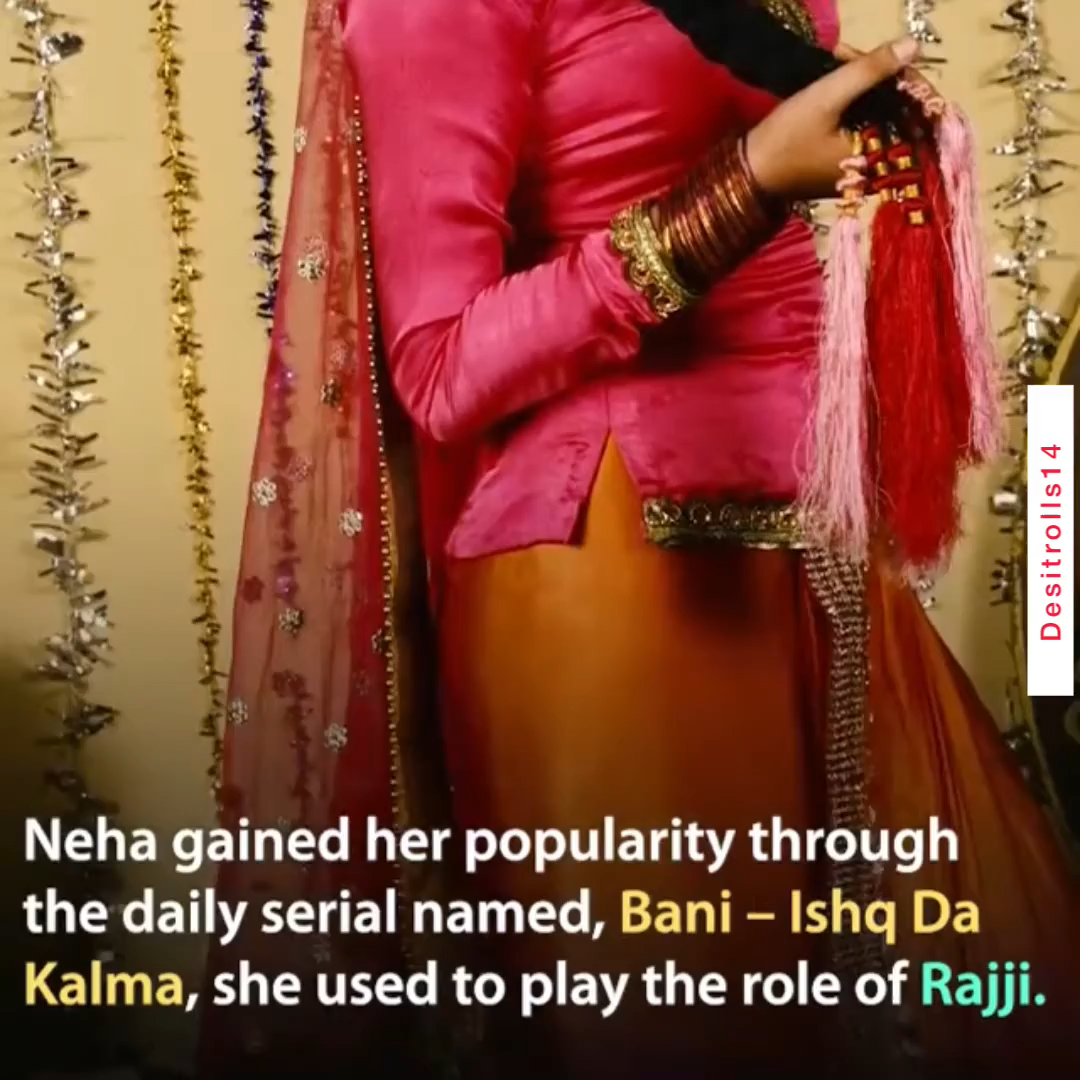 Desitrolls14
Neha gained her popularity through
the daily serial named, Bani – Ishq Da
Kalma, she used to play the role of Rajji.